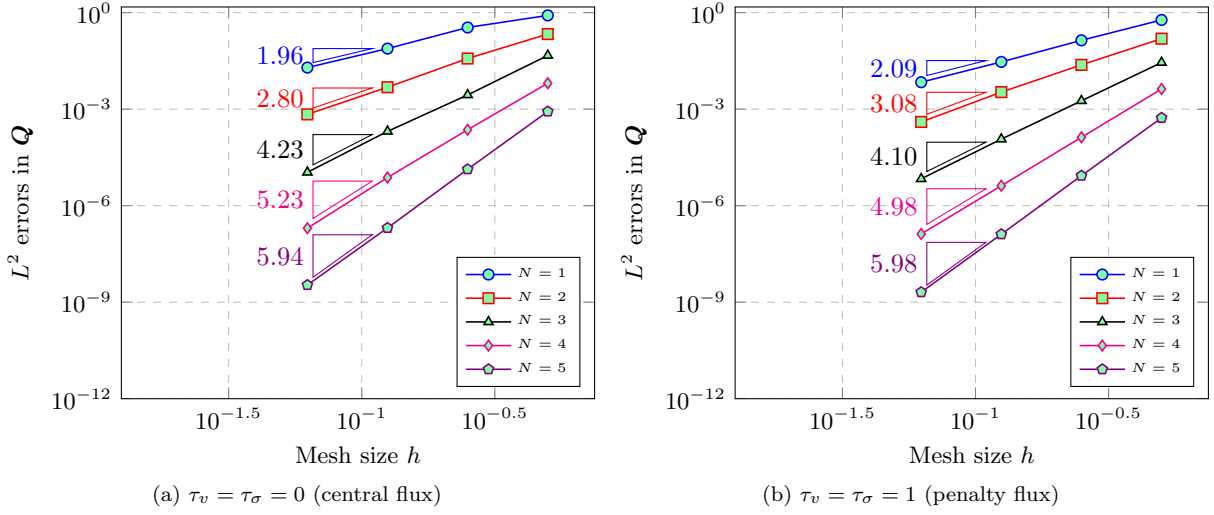 10^0
10^-3
10^-6
10^-9
10^-12
L^2 errors in Q
1.96
2.80
4.23
5.23
5.94
N = 1
N = 2
N = 3
N = 4
N = 5
10^-1.5
10^-1
10^-0.5
Mesh size h
(a) τ_v = τ_σ = 0 (central flux)
10^0
10^-3
10^-6
10^-9
10^-12
L^2 errors in Q
2.09
3.08
4.10
4.98
5.98
N = 1
N = 2
N = 3
N = 4
N = 5
10^-1.5
10^-1
10^-0.5
Mesh size h
(b) τ_v = τ_σ = 1 (penalty flux)